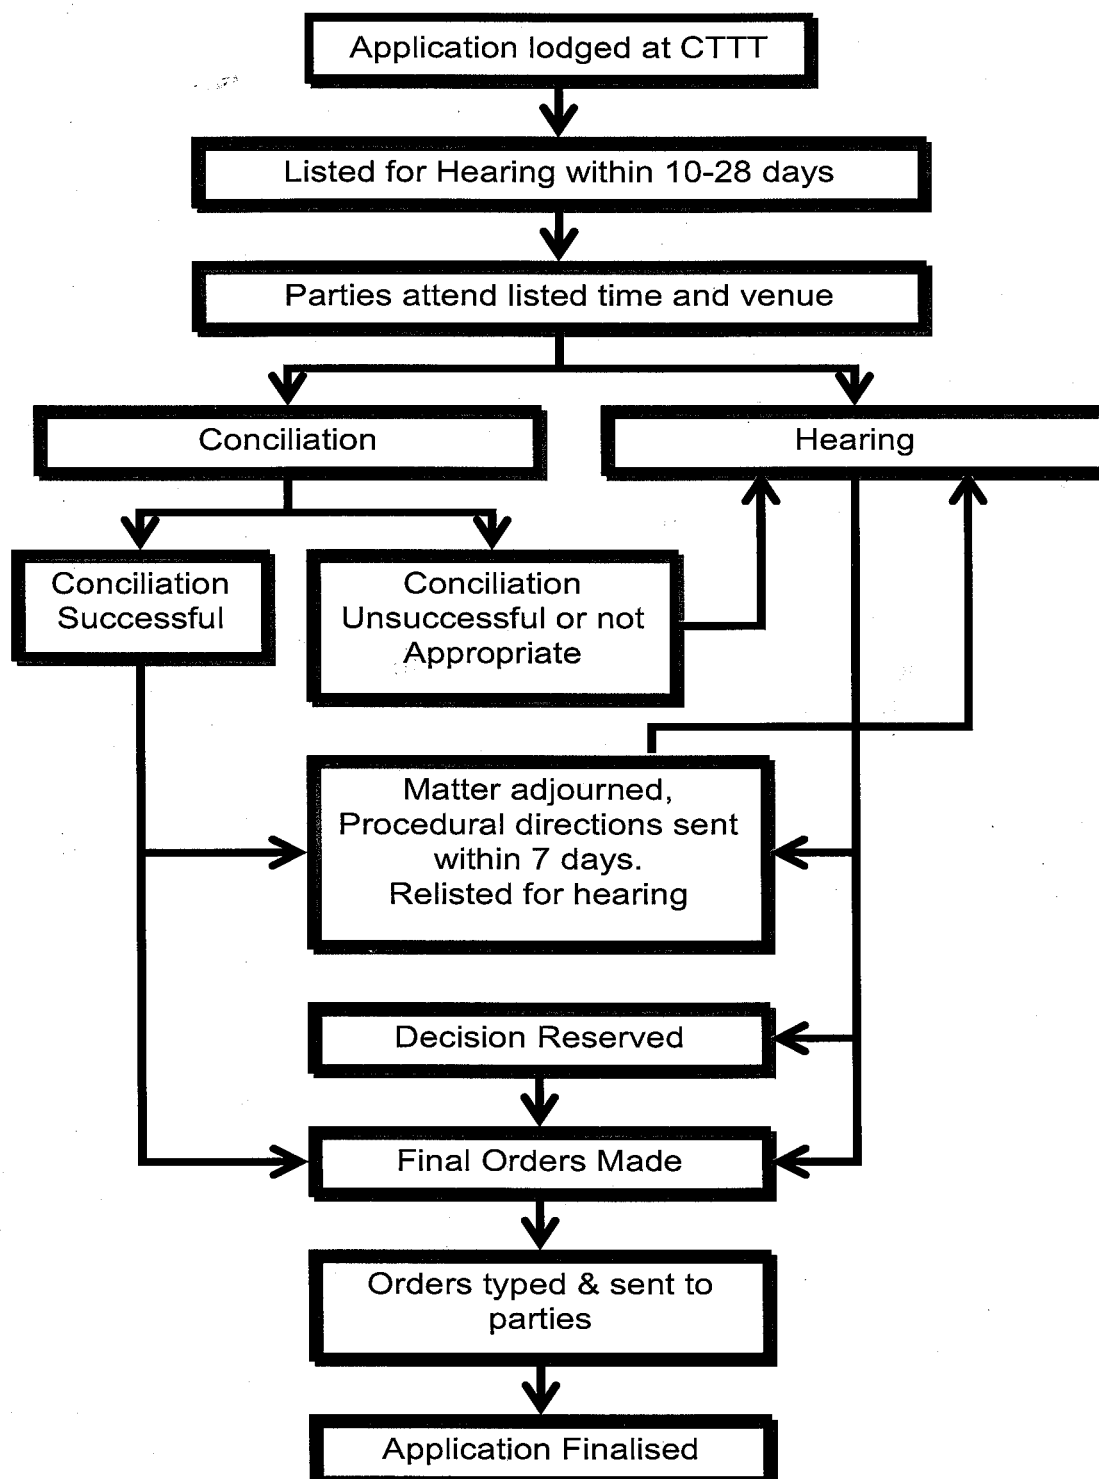 Application lodged at CTTT
Listed for Hearing within 10-28 days
Parties attend listed time and venue
Conciliation
Hearing
Conciliation
Successful
Conciliation
Unsuccessful or not
Appropriate
Matter adjourned,
Procedural directions sent
within 7 days.
Relisted for hearing
Decision Reserved
Final Orders Made
Orders typed & sent to
parties
Application Finalised